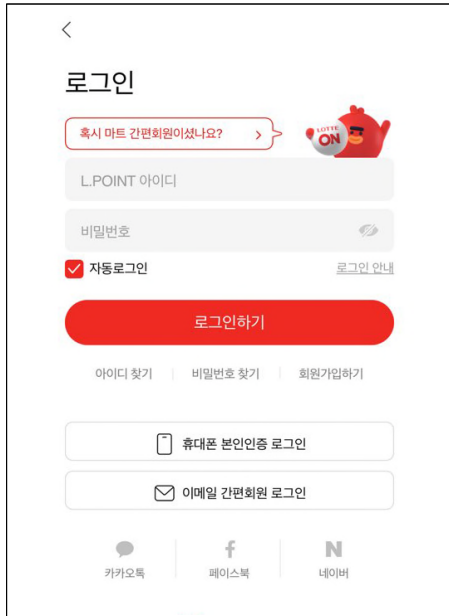 로그인
혹시 마트 간편회원이셨나요?
LOTTE
ON
L.POINT 아이디
비밀번호
자동로그인 로그인 안내
로그인하기
아이디 찾기 비밀번호 찾기 회원가입하기
휴대폰 본인인증 로그인
이메일 간편회원 로그인
카카오톡 페이스북 네이버